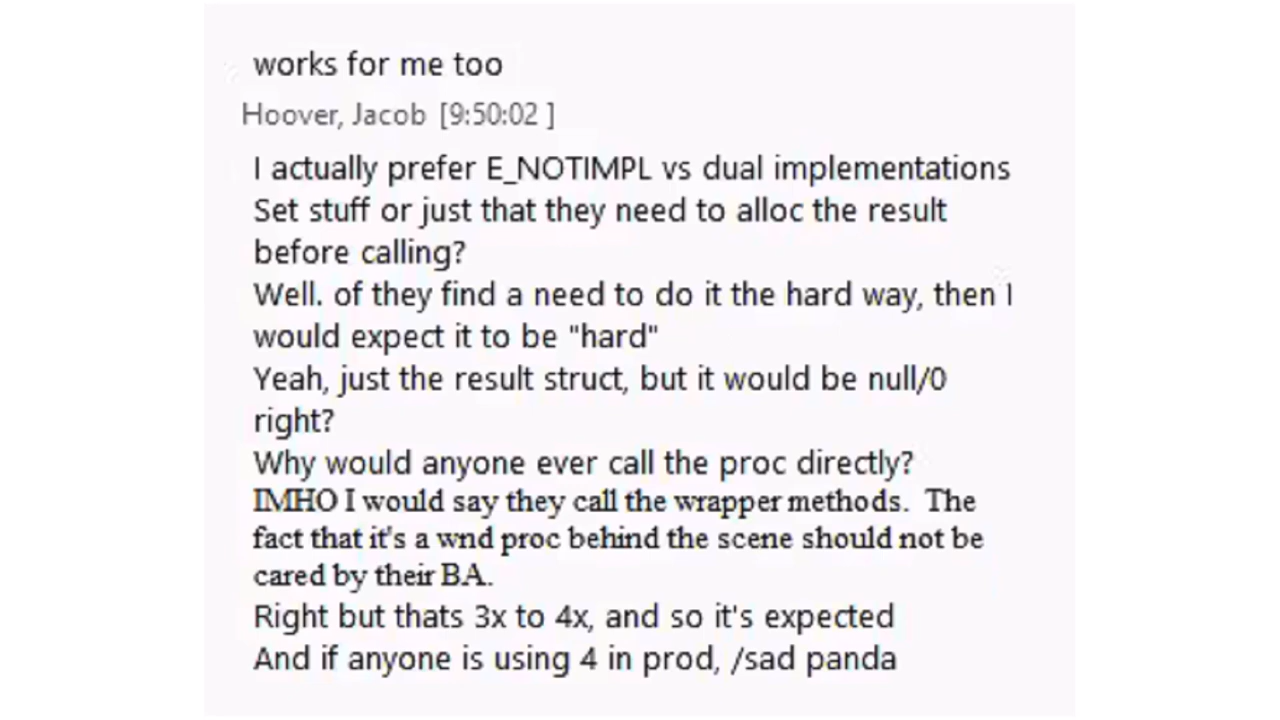 works for me too
Hoover, Jacob [9:50:02 ]
I actually prefer E_NOTIMPL vs dual implementations
Set stuff or just that they need to alloc the result
before calling?
Well. of they find a need to do it the hard way, then I
would expect it to be "hard"
Yeah, just the result struct, but it would be null/0
right?
Why would anyone ever call the proc directly?
IMHO I would say they call the wrapper methods.  The
fact that it's a wnd proc behind the scene should not be
cared by their BA.
Right but thats 3x to 4x, and so it's expected
And if anyone is using 4 in prod, /sad panda